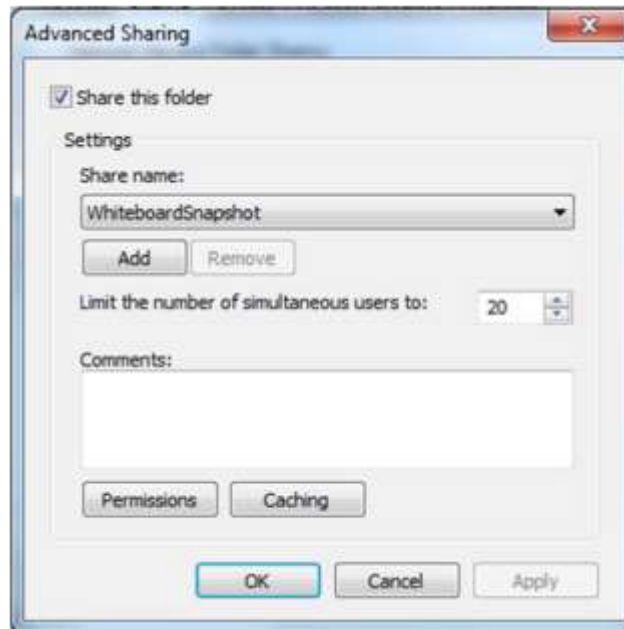 Advanced Sharing
Share this folder
Settings
Share name:
WhiteboardSnapshot
Add Remove
Limit the number of simultaneous users to: 20
Comments:
Permissions Caching
OK Cancel Apply